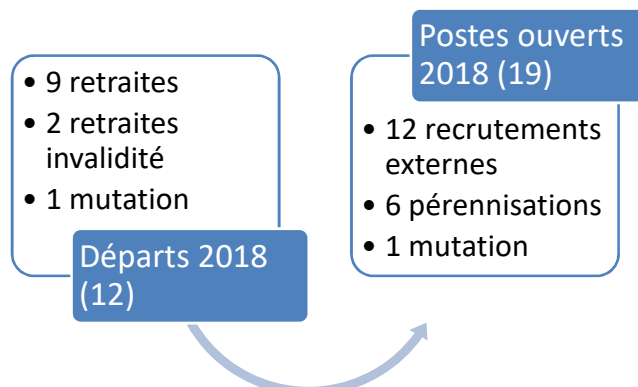 • 9 retraites
• 2 retraites
invalidité
• 1 mutation
Départs 2018
(12)
Postes ouverts
2018 (19)
• 12 recrutements
externes
• 6 pérennisations
• 1 mutation